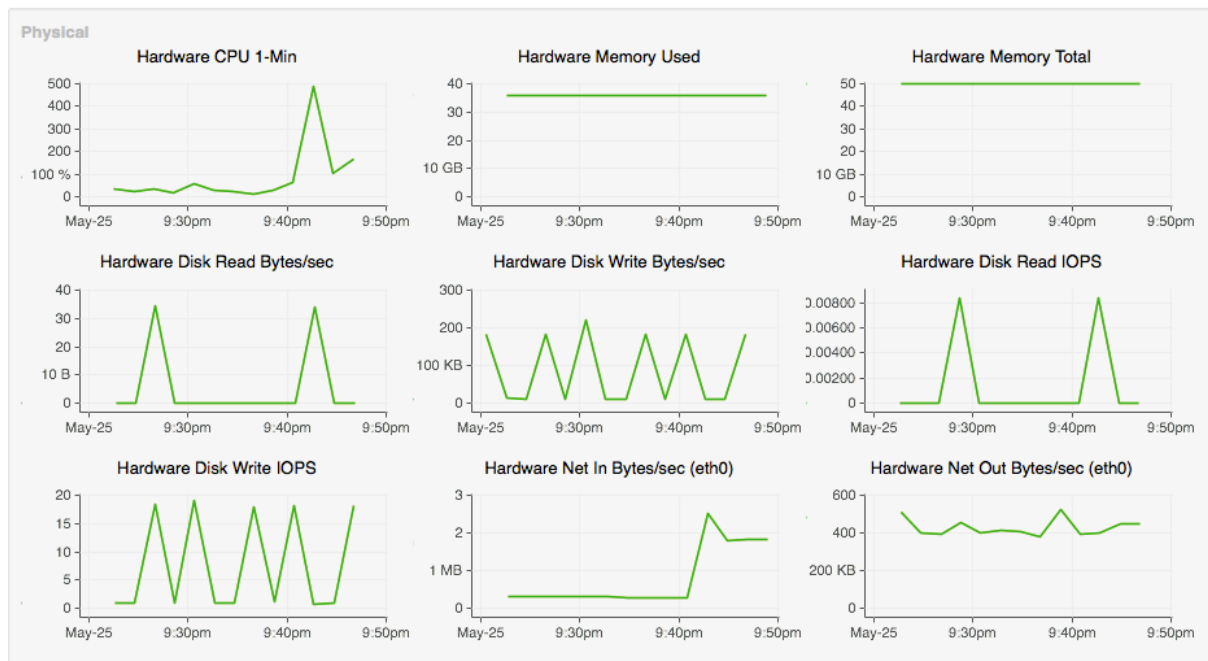 Physical
Hardware CPU 1-Min
500
400
300
200
100 %
0
May-25 9:30pm 9:40pm 9:50pm
Hardware Memory Used
40
30
20
10 GB
0
May-25 9:30pm 9:40pm 9:50pm
Hardware Memory Total
50
40
30
20
10 GB
0
May-25 9:30pm 9:40pm 9:50pm
Hardware Disk Read Bytes/sec
40
30
20
10 B
0
May-25 9:30pm 9:40pm 9:50pm
Hardware Disk Write Bytes/sec
300
200
100 KB
0
May-25 9:30pm 9:40pm 9:50pm
Hardware Disk Read IOPS
0.00800
0.00600
0.00400
0.00200
0
May-25 9:30pm 9:40pm 9:50pm
Hardware Disk Write IOPS
20
15
10
5
0
May-25 9:30pm 9:40pm 9:50pm
Hardware Net In Bytes/sec (eth0)
3
2
1 MB
0
May-25 9:30pm 9:40pm 9:50pm
Hardware Net Out Bytes/sec (eth0)
600
400
200 KB
0
May-25 9:30pm 9:40pm 9:50pm